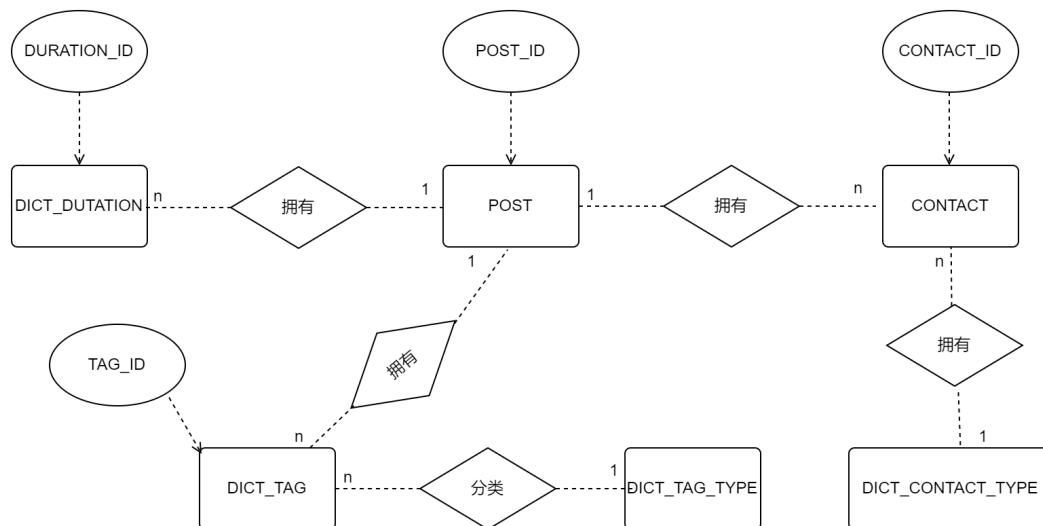 DURATION_ID
POST_ID
CONTACT_ID
DICT_DUTATION
n
拥有
1
POST
1
拥有
n
CONTACT
1
n
TAG_ID
拥有
拥有
n
1
DICT_TAG
n
分类
1
DICT_TAG_TYPE
DICT_CONTACT_TYPE